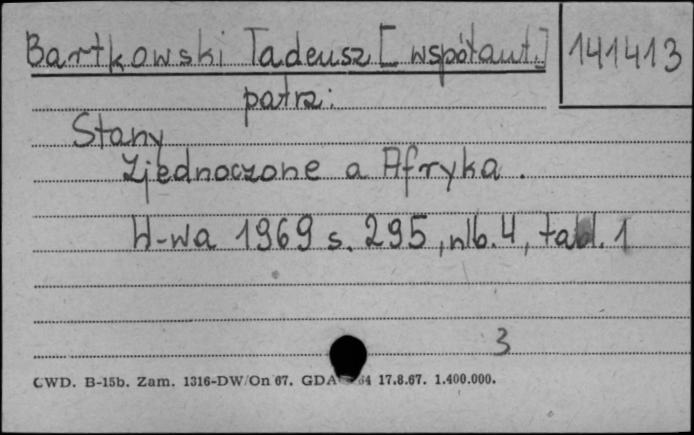 Bartkowski Tadeusz [współaut.] 141413
patrz:
Stany
Zjednoczone a Afryka.
W-wa 1969 s. 295, nlb. 4, tabl. 1
3
CWD. B-15b. Zam. 1316-DW/On 67. GDA 64 17.8.67. 1.400.000.